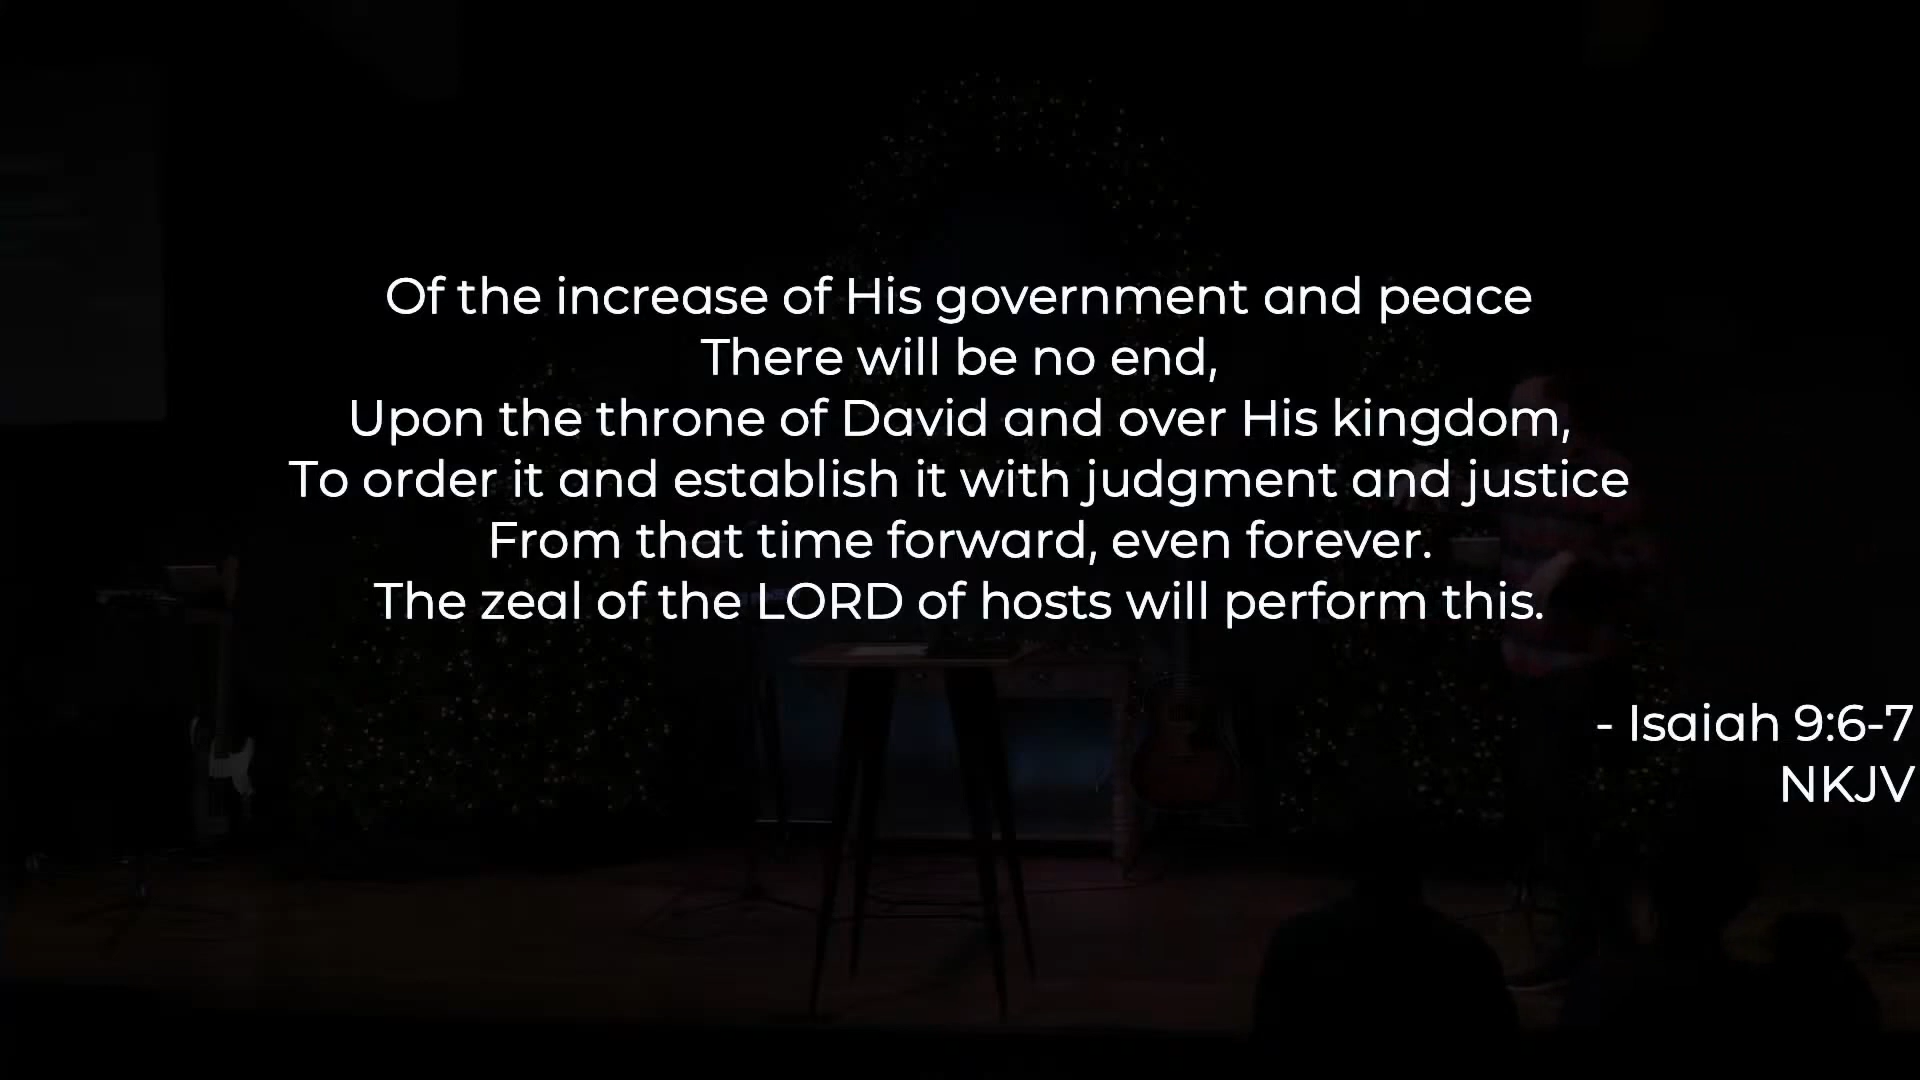 Of the increase of His government and peace
There will be no end,
Upon the throne of David and over His kingdom,
To order it and establish it with judgment and justice
From that time forward, even forever.
The zeal of the LORD of hosts will perform this.
- Isaiah 9:6-7
NKJV